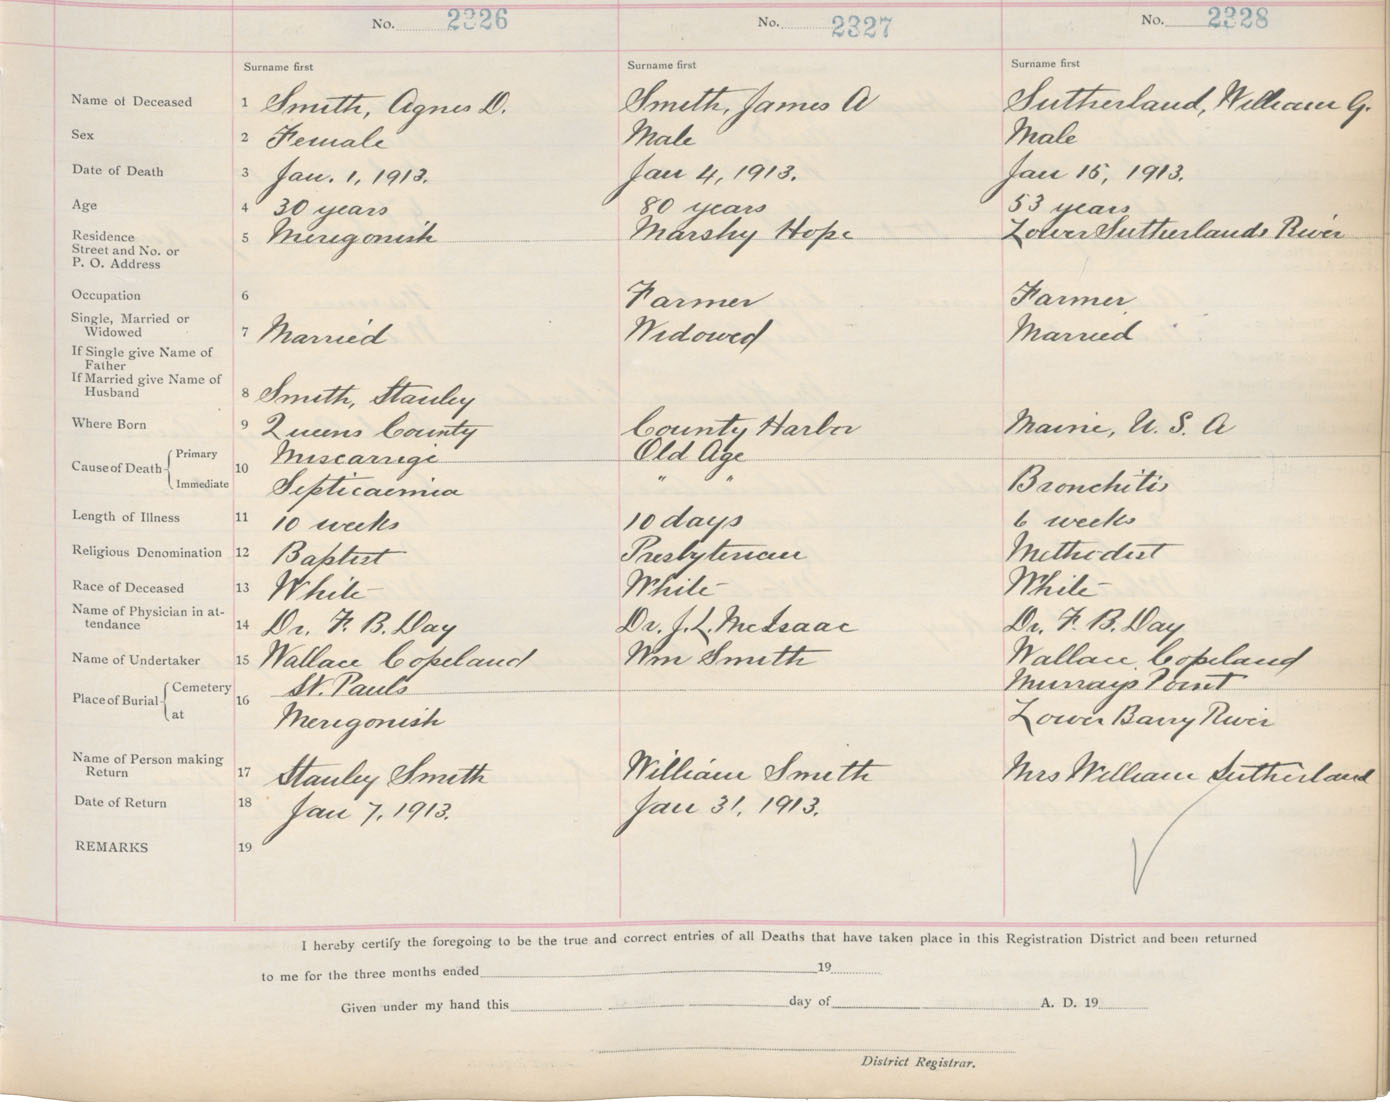 No. 2326 No. 2327 No. 2328
Surname first Surname first Surname first
Name of Deceased 1 Smith, Agnes D. Smith, James A Sutherland, William G.
Sex 2 Female Male Male
Date of Death 3 Jan. 1, 1913. Jan 4, 1913. Jan 15, 1913.
Age 4 30 years 80 years 53 years
Residence 5 Merigonish Marshy Hope Lower Sutherlands River
Street and No. or
P. O. Address
Occupation 6 Farmer Farmer
Single, Married or
Widowed 7 Married Widowed Married
If Single give Name of
Father
If Married give Name of
Husband 8 Smith, Stanley
Where Born 9 Queens County County Harbor Maine, U. S. A
Cause of Death 10 Primary Miscarrige Old Age
Immediate Septicaemia " " Bronchitis
Length of Illness 11 10 weeks 10 days 6 weeks
Religious Denomination 12 Baptist Presbyterian Methodist
Race of Deceased 13 White White White
Name of Physician in at-
tendance 14 Dr. F. B. Day Dr. J. L. McIsaac Dr. F. B. Day
Name of Undertaker 15 Wallace Copeland Wm Smith Wallace Copeland
Place of Burial 16 Cemetery St. Pauls Murrays Point
at Merigonish Lower Barry River
Name of Person making
Return 17 Stanley Smith William Smith Mrs William Sutherland
Date of Return 18 Jan 7, 1913. Jan 31, 1913.
REMARKS 19
I hereby certify the foregoing to be the true and correct entries of all Deaths that have taken place in this Registration District and been returned
to me for the three months ended 19
Given under my hand this day of A. D. 19
District Registrar.